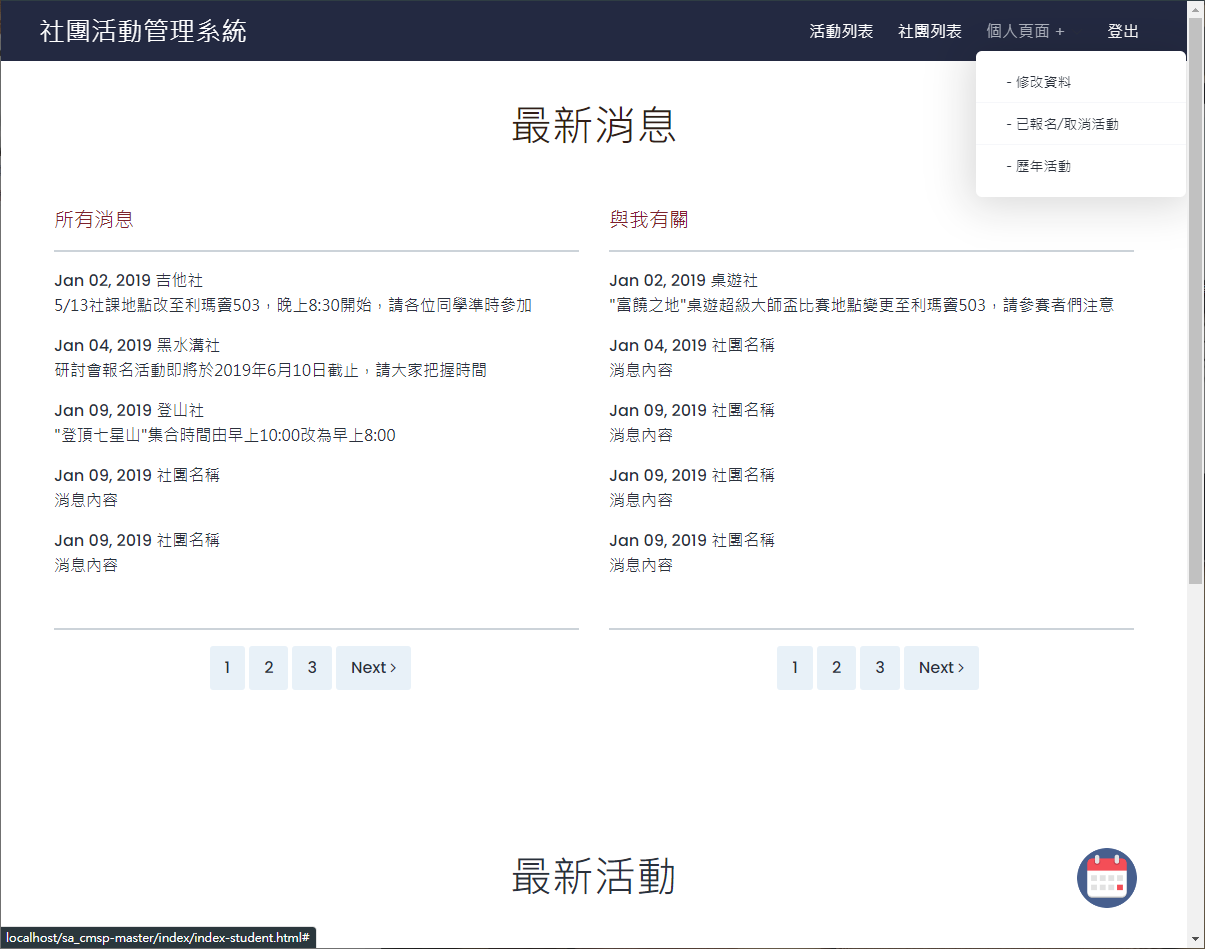 社團活動管理系統
活動列表 社團列表 個人頁面 + 登出
- 修改資料
- 已報名/取消活動
- 歷年活動
最新消息
所有消息
Jan 02, 2019 吉他社
5/13社課地點改至利瑪竇503，晚上8:30開始，請各位同學準時參加
Jan 04, 2019 黑水溝社
研討會報名活動即將於2019年6月10日截止，請大家把握時間
Jan 09, 2019 登山社
"登頂七星山"集合時間由早上10:00改為早上8:00
Jan 09, 2019 社團名稱
消息內容
Jan 09, 2019 社團名稱
消息內容
1 2 3 Next ›
與我有關
Jan 02, 2019 桌遊社
"富饒之地"桌遊超級大師盃比賽地點變更至利瑪竇503，請參賽者們注意
Jan 04, 2019 社團名稱
消息內容
Jan 09, 2019 社團名稱
消息內容
Jan 09, 2019 社團名稱
消息內容
Jan 09, 2019 社團名稱
消息內容
1 2 3 Next ›
最新活動
localhost/sa_cmsp-master/index/index-student.html#